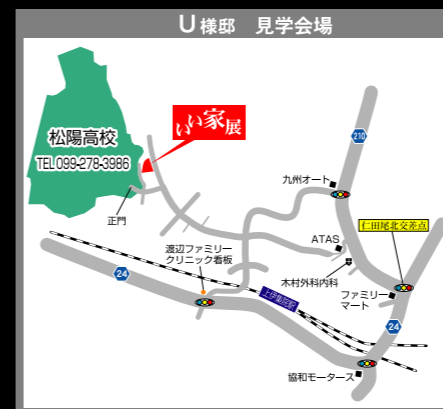 U様邸　見学会場
松陽高校
TEL099-278-3986
いい家展
210
九州オート
正門
仁田尾北交差点
ATAS
渡辺ファミリー
クリニック看板
木村外科内科
24
ファミリー
マート
上伊集院駅
24
協和モータース